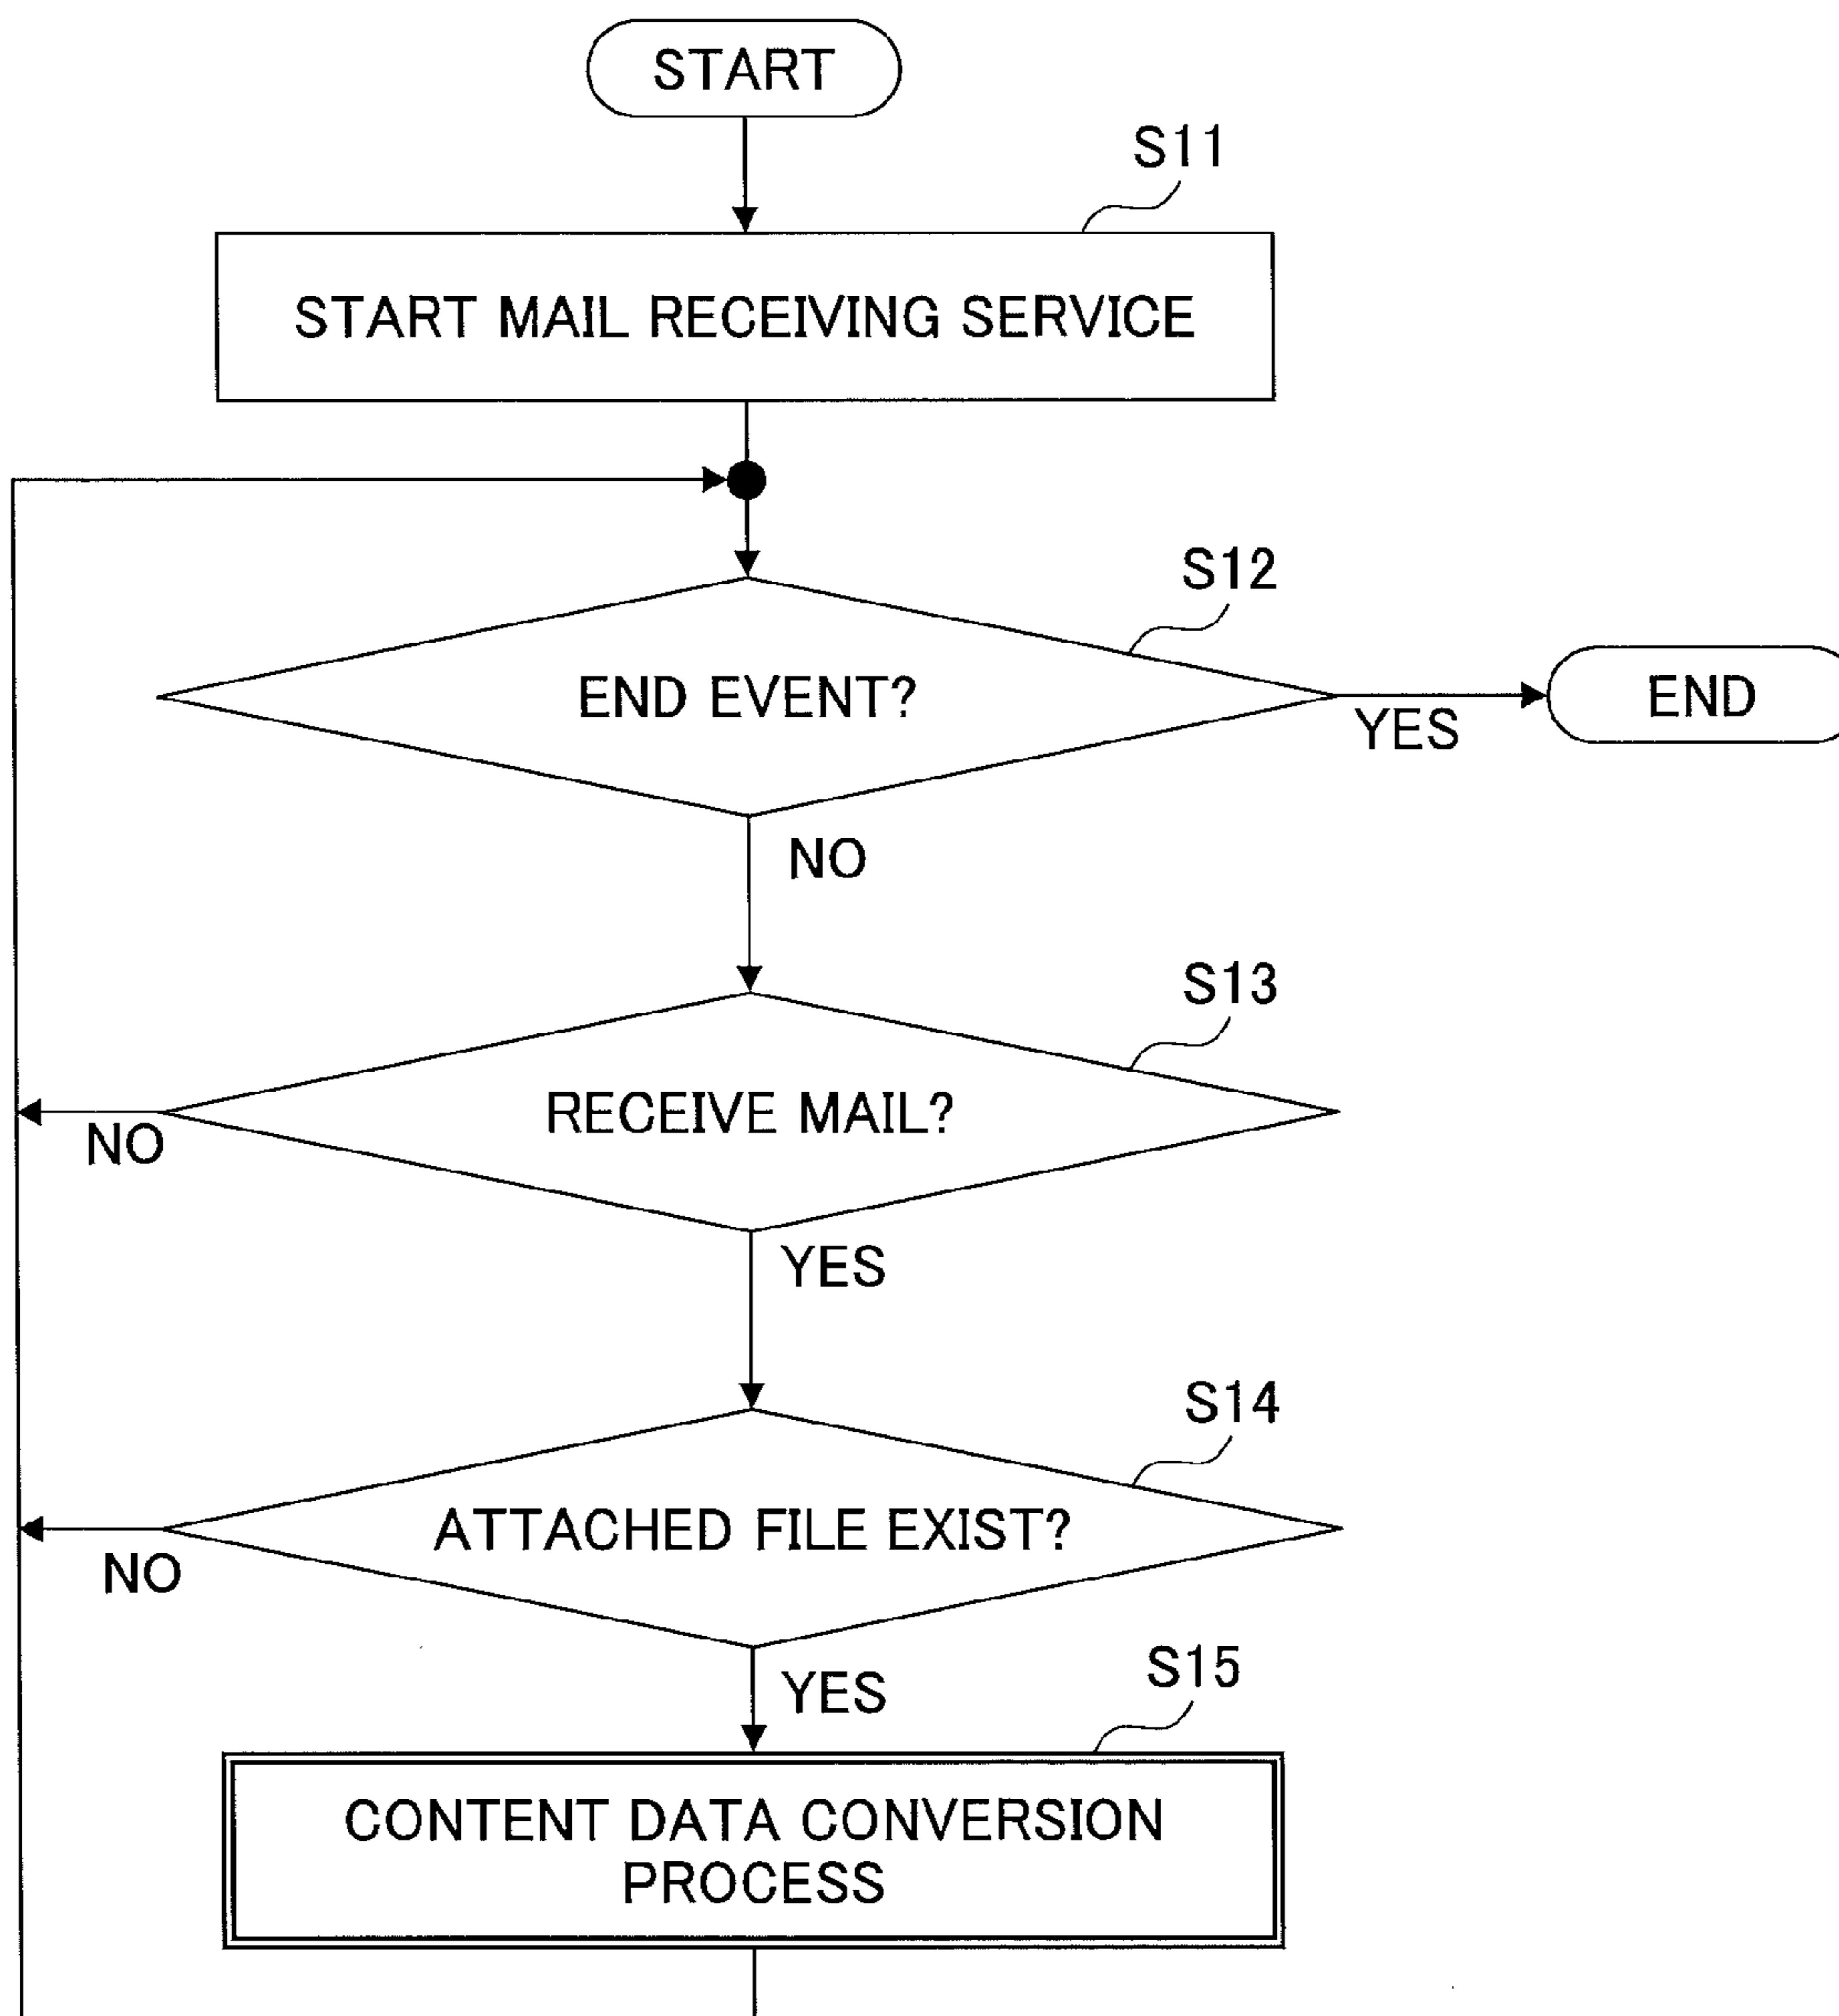 START
S11
START MAIL RECEIVING SERVICE
S12
END EVENT?
YES
END
NO
S13
RECEIVE MAIL?
NO
YES
S14
ATTACHED FILE EXIST?
NO
YES
S15
CONTENT DATA CONVERSION
PROCESS